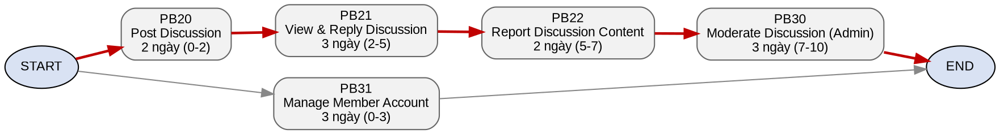 START
PB20
Post Discussion
2 ngày (0-2)
PB21
View & Reply Discussion
3 ngày (2-5)
PB22
Report Discussion Content
2 ngày (5-7)
PB30
Moderate Discussion (Admin)
3 ngày (7-10)
PB31
Manage Member Account
3 ngày (0-3)
END